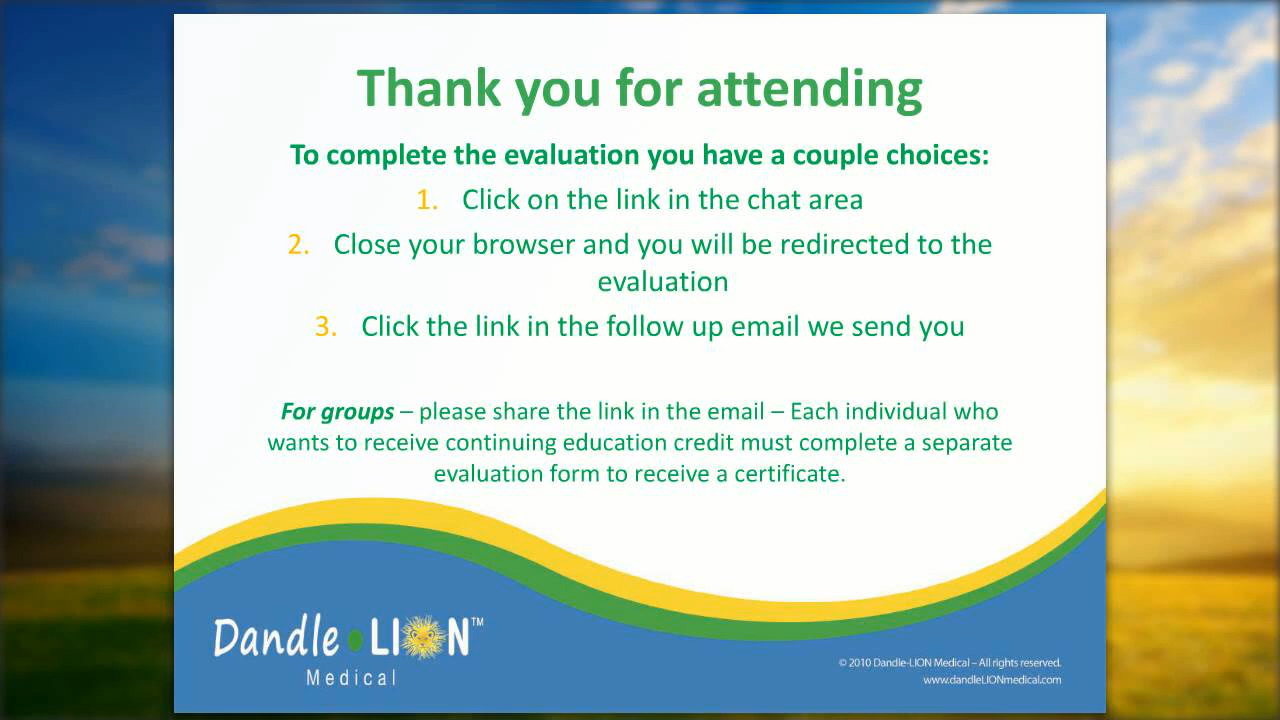 Thank you for attending
To complete the evaluation you have a couple choices:
1. Click on the link in the chat area
2. Close your browser and you will be redirected to the
evaluation
3. Click the link in the follow up email we send you
For groups – please share the link in the email – Each individual who
wants to receive continuing education credit must complete a separate
evaluation form to receive a certificate.
Dandle•LION™
Medical
© 2010 Dandle-LION Medical – All rights reserved.
www.dandleLIONmedical.com